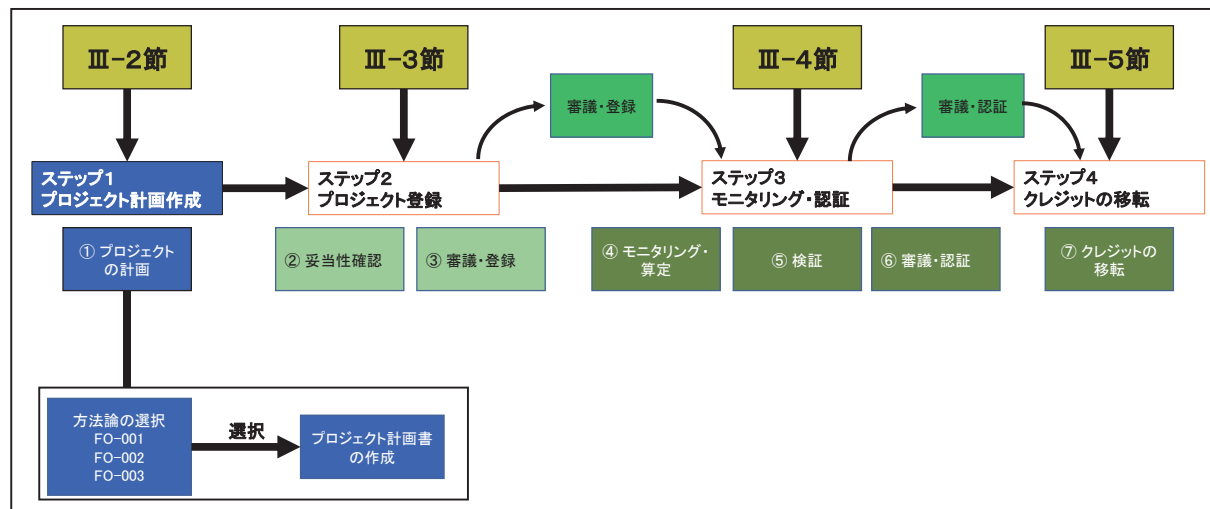 Ⅲ-2節
Ⅲ-3節
Ⅲ-4節
Ⅲ-5節
審議・登録
審議・認証
ステップ1
プロジェクト計画作成
ステップ2
プロジェクト登録
ステップ3
モニタリング・認証
ステップ4
クレジットの移転
① プロジェクト
の計画
② 妥当性確認
③ 審議・登録
④ モニタリング・
算定
⑤ 検証
⑥ 審議・認証
⑦ クレジットの
移転
方法論の選択
FO-001
FO-002
FO-003
選択
プロジェクト計画書
の作成